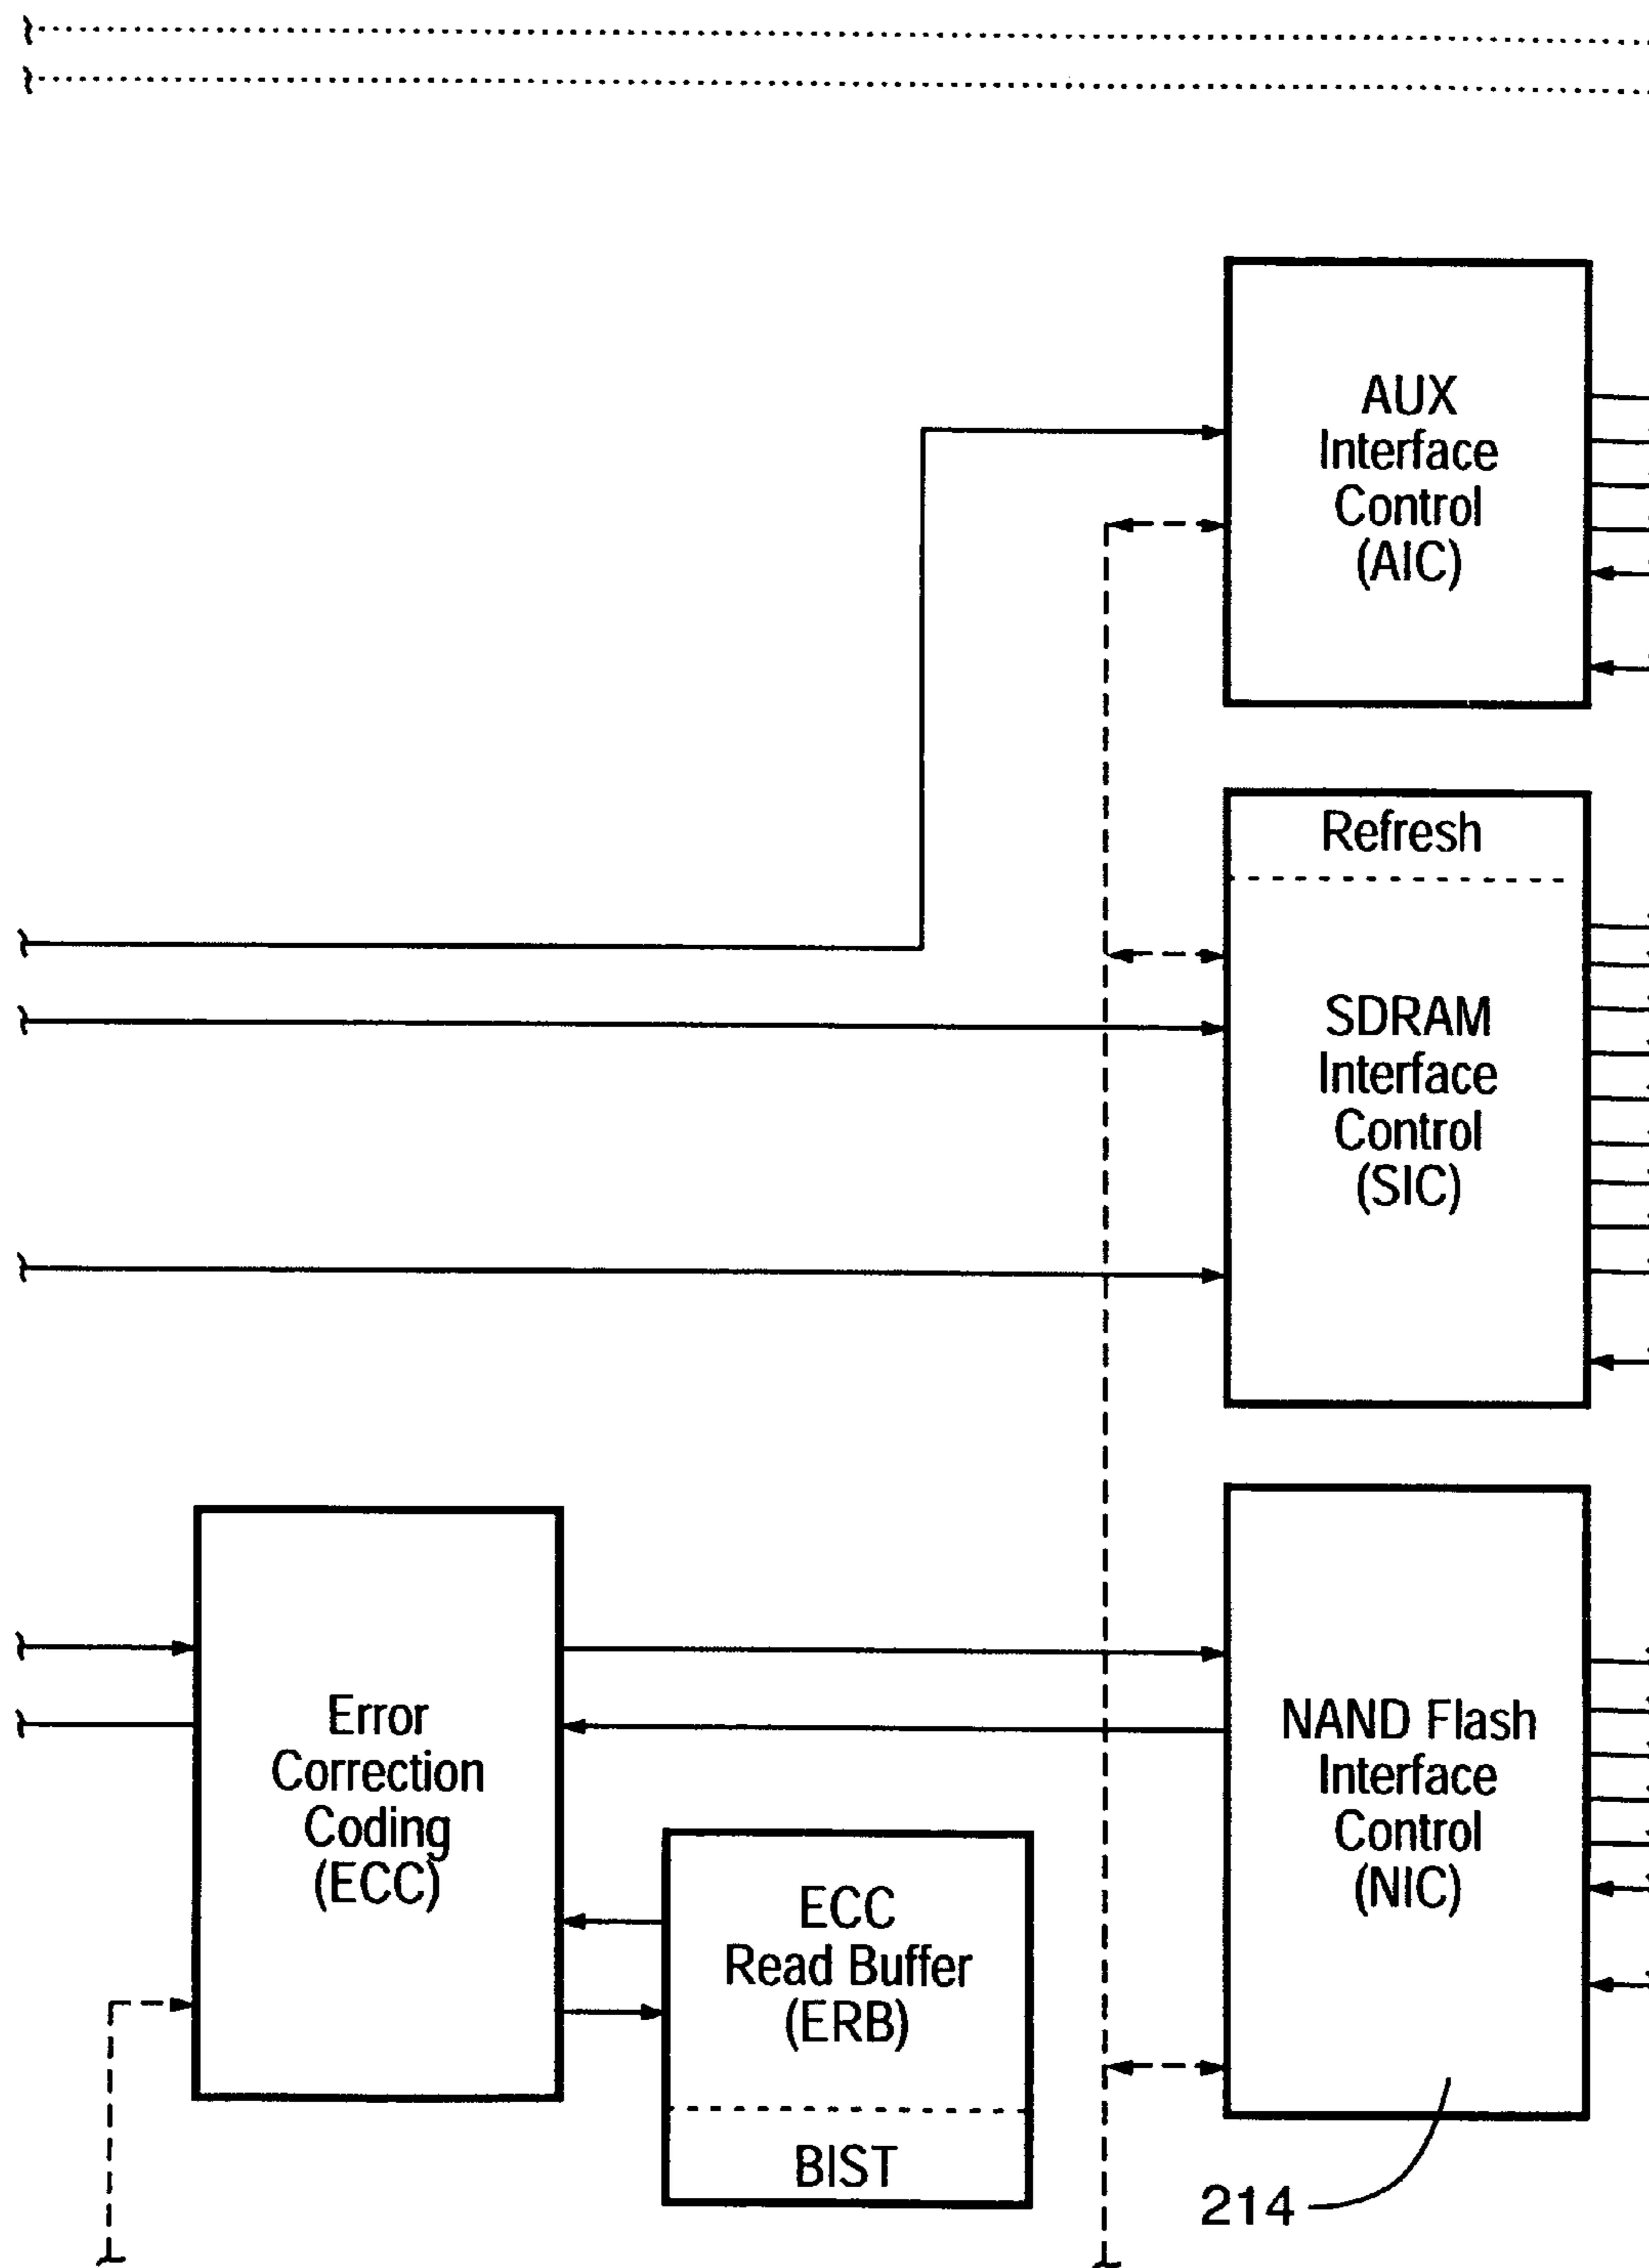 AUX
Interface
Control
(AIC)
Refresh
SDRAM
Interface
Control
(SIC)
Error
Correction
Coding
(ECC)
ECC
Read Buffer
(ERB)
BIST
NAND Flash
Interface
Control
(NIC)
214